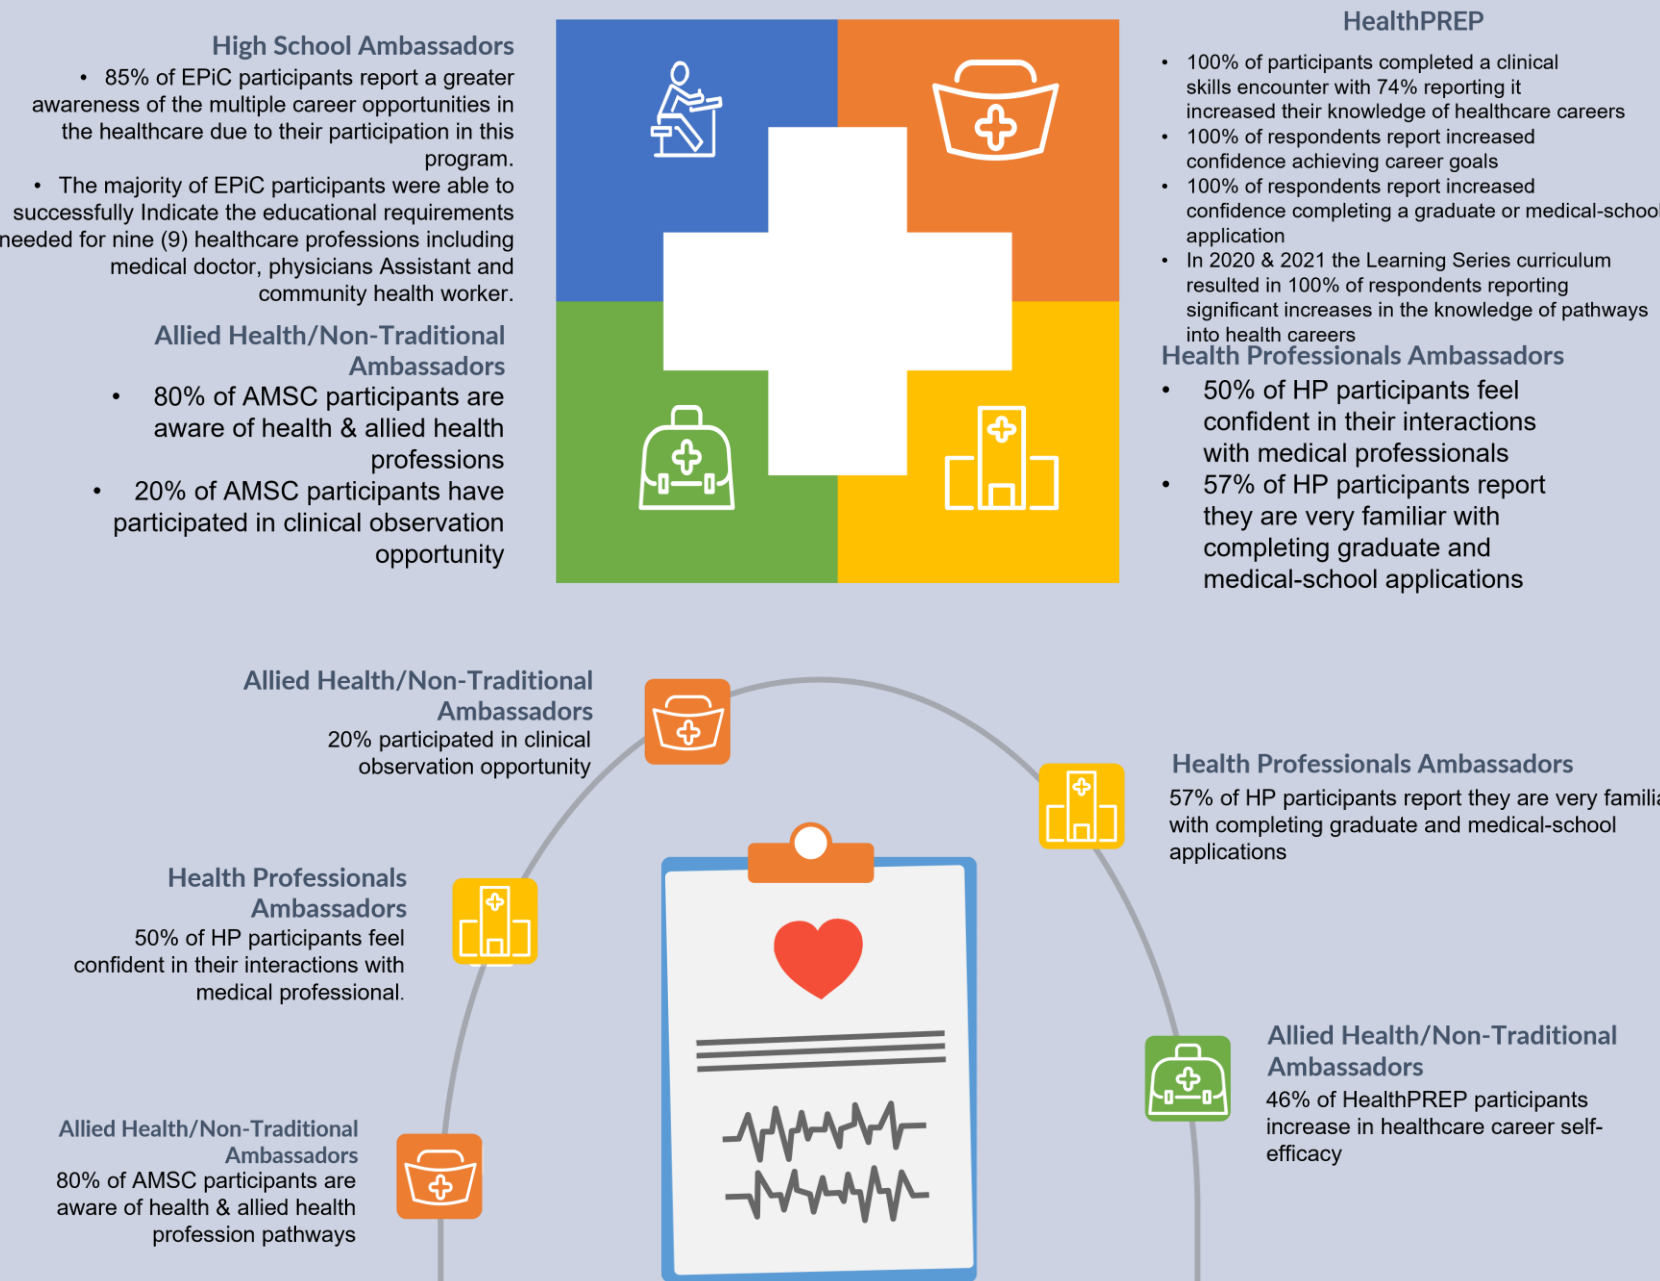 High School Ambassadors
• 85% of EPiC participants report a greater
awareness of the multiple career opportunities in
the healthcare due to their participation in this
program.
• The majority of EPiC participants were able to
successfully Indicate the educational requirements
needed for nine (9) healthcare professions including
medical doctor, physicians Assistant and
community health worker.
Allied Health/Non-Traditional
Ambassadors
• 80% of AMSC participants are
aware of health & allied health
professions
• 20% of AMSC participants have
participated in clinical observation
opportunity
HealthPREP
• 100% of participants completed a clinical
skills encounter with 74% reporting it
increased their knowledge of healthcare careers
• 100% of respondents report increased
confidence achieving career goals
• 100% of respondents report increased
confidence completing a graduate or medical-school
application
• In 2020 & 2021 the Learning Series curriculum
resulted in 100% of respondents reporting
significant increases in the knowledge of pathways
into health careers
Health Professionals Ambassadors
• 50% of HP participants feel
confident in their interactions
with medical professionals
• 57% of HP participants report
they are very familiar with
completing graduate and
medical-school applications
Allied Health/Non-Traditional
Ambassadors
20% participated in clinical
observation opportunity
Health Professionals Ambassadors
57% of HP participants report they are very familia
with completing graduate and medical-school
applications
Health Professionals
Ambassadors
50% of HP participants feel
confident in their interactions with
medical professional.
Allied Health/Non-Traditional
Ambassadors
46% of HealthPREP participants
increase in healthcare career self-
efficacy
Allied Health/Non-Traditional
Ambassadors
80% of AMSC participants are
aware of health & allied health
profession pathways